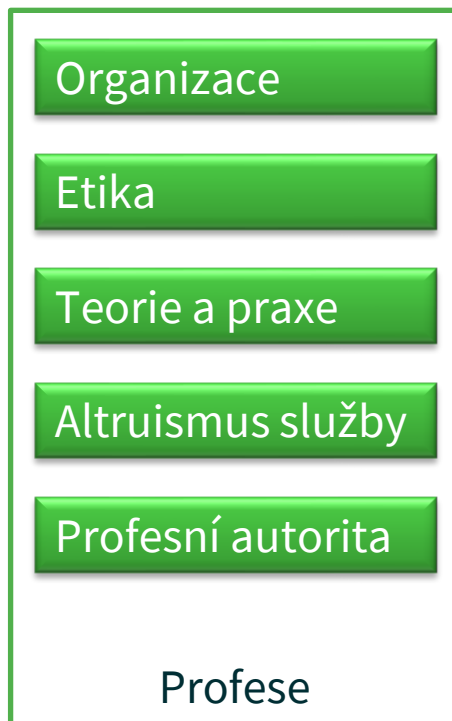 Organizace
Etika
Teorie a praxe
Altruismus služby
Profesní autorita
Profese